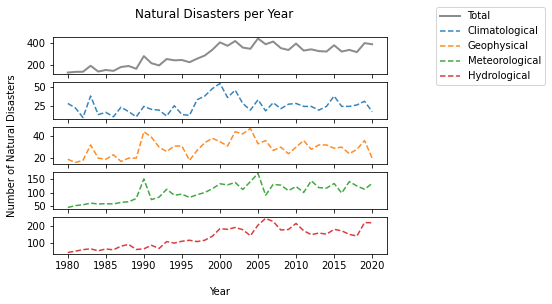 Natural Disasters per Year
Total
Climatological
Geophysical
Meteorological
Hydrological
Number of Natural Disasters
400
200
50
25
40
20
150
100
50
200
100
1980 1985 1990 1995 2000 2005 2010 2015 2020
Year